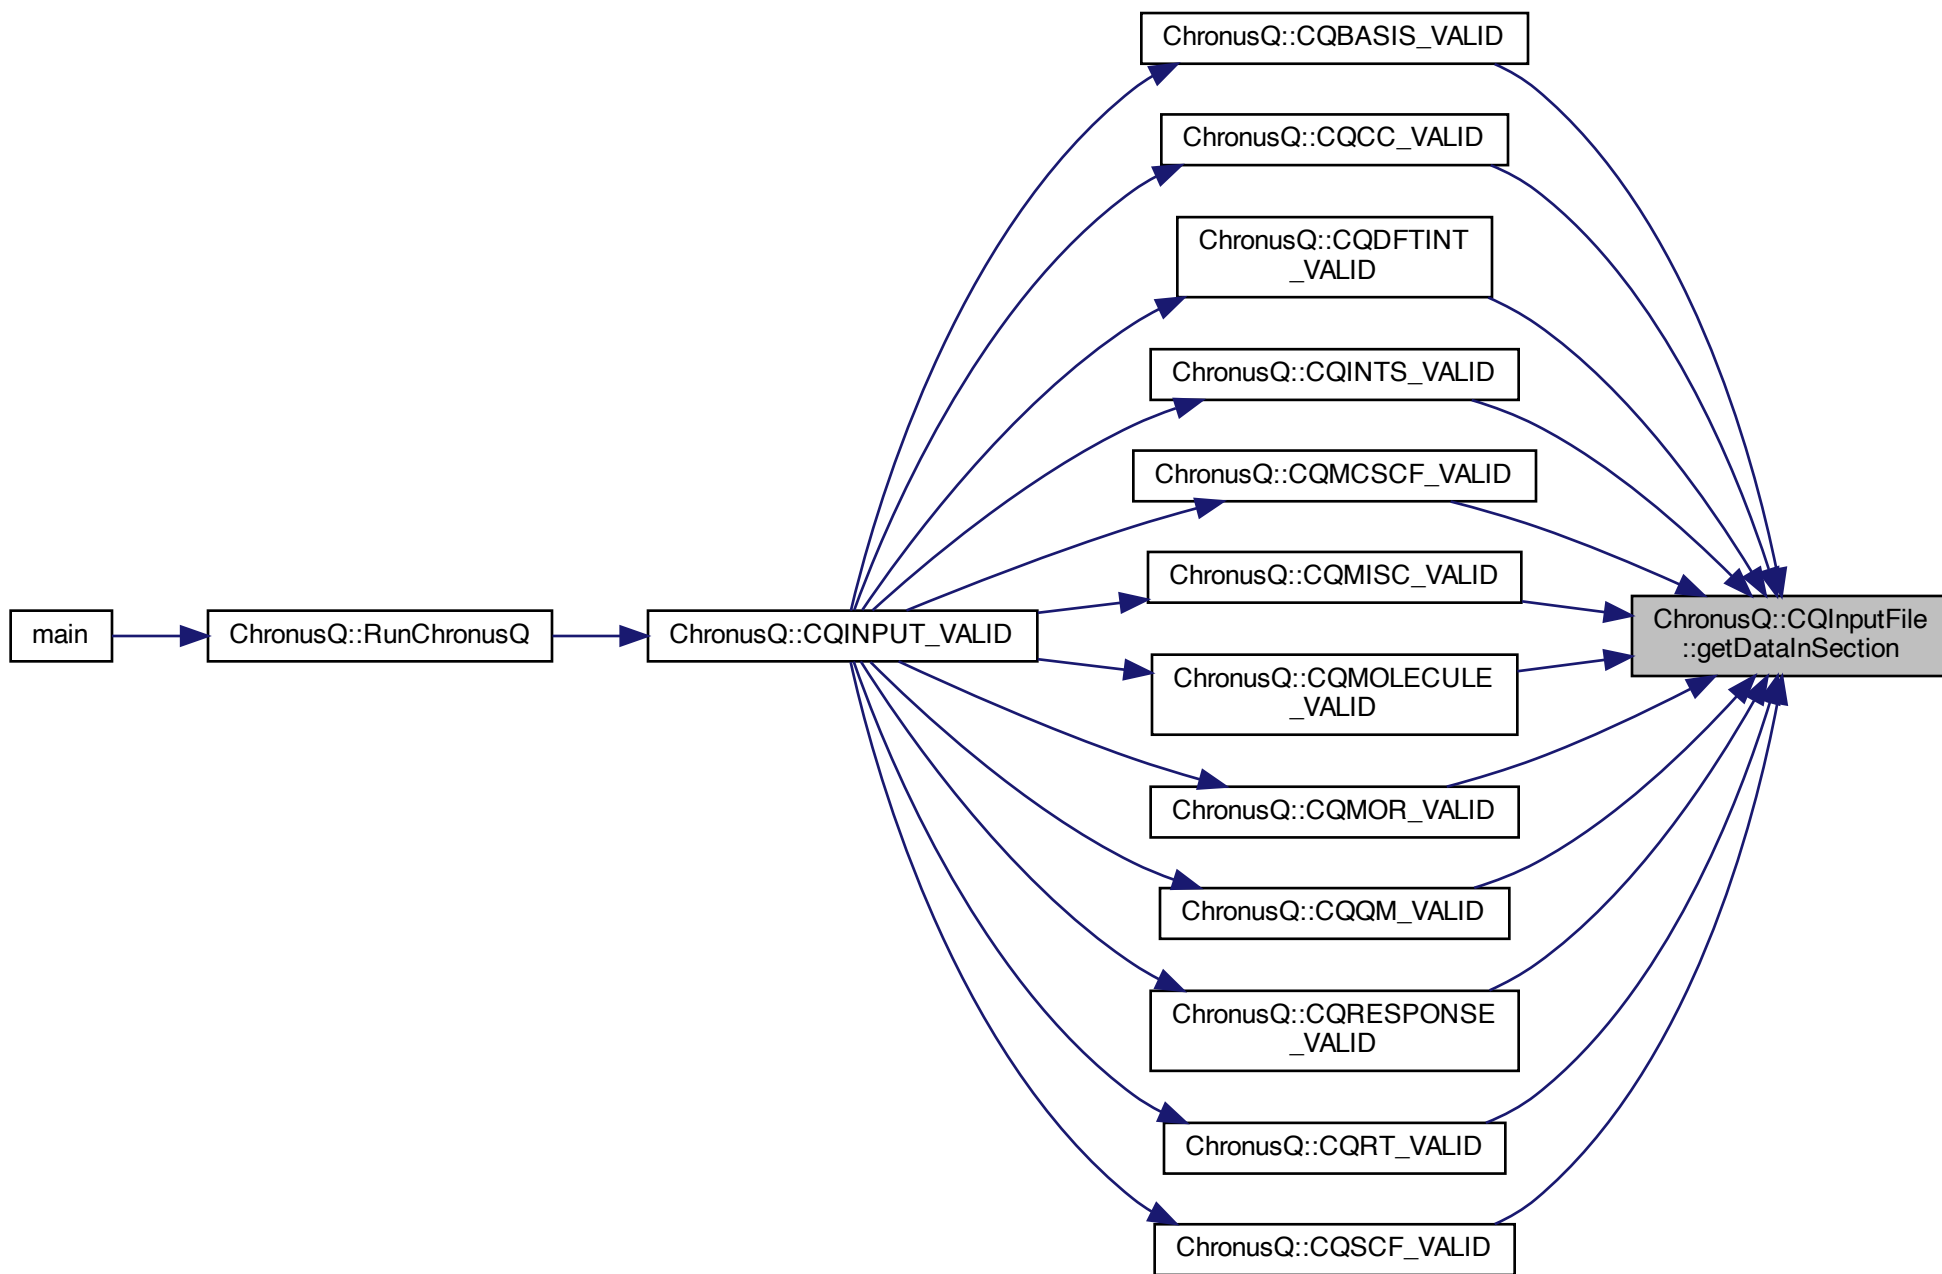 main
ChronusQ::RunChronusQ
ChronusQ::CQINPUT_VALID
ChronusQ::CQBASIS_VALID
ChronusQ::CQCC_VALID
ChronusQ::CQDFTINT
_VALID
ChronusQ::CQINTS_VALID
ChronusQ::CQMCSCF_VALID
ChronusQ::CQMISC_VALID
ChronusQ::CQMOLECULE
_VALID
ChronusQ::CQMOR_VALID
ChronusQ::CQQM_VALID
ChronusQ::CQRESPONSE
_VALID
ChronusQ::CQRT_VALID
ChronusQ::CQSCF_VALID
ChronusQ::CQInputFile
::getDataInSection